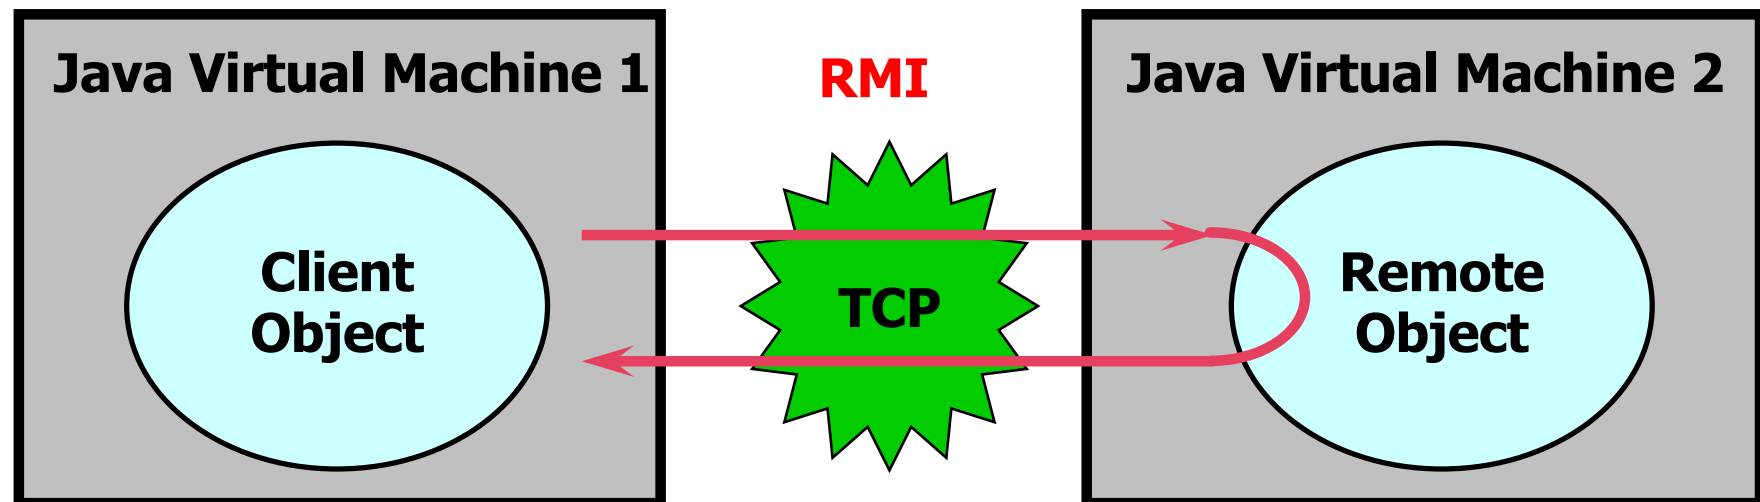 Java Virtual Machine 1
RMI
Java Virtual Machine 2
Client
Object
TCP
Remote
Object